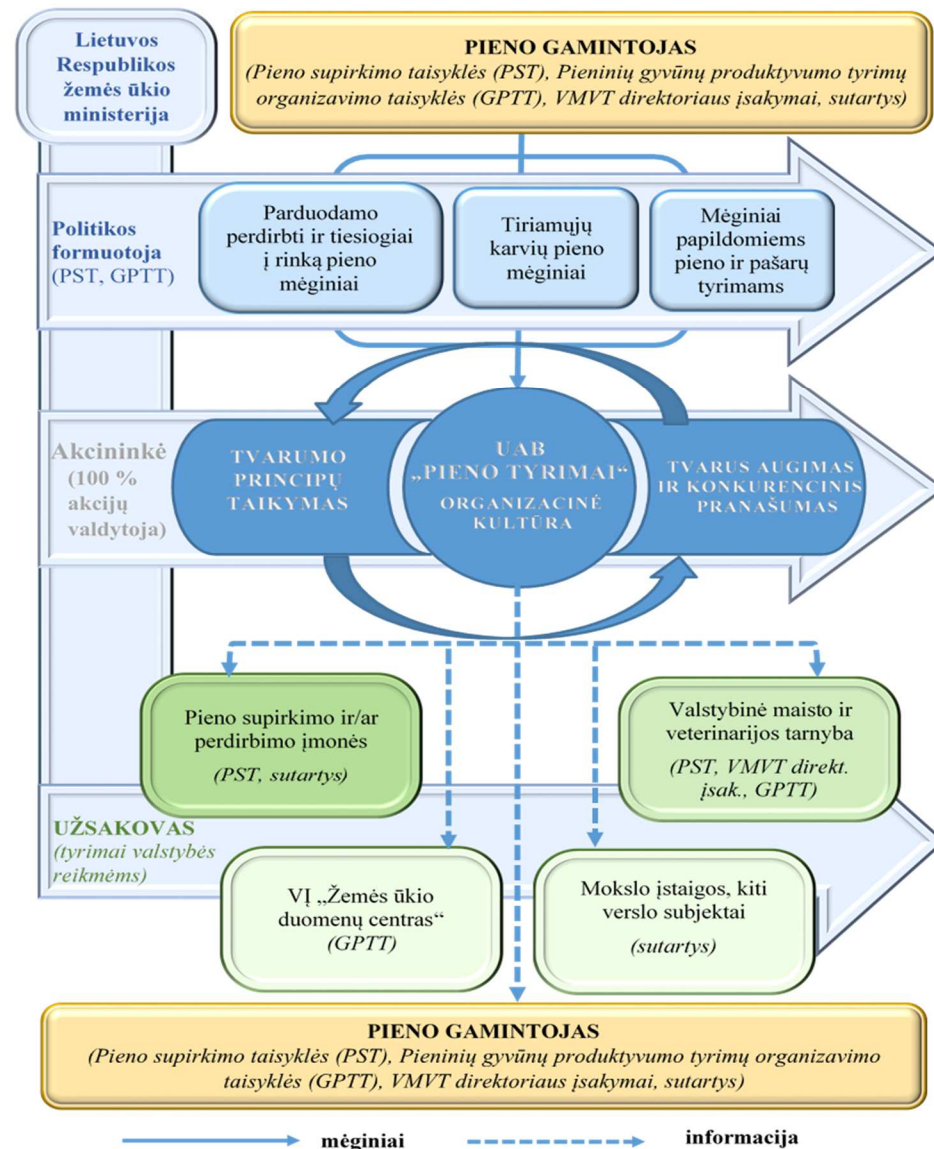 Lietuvos
Respublikos
žemės ūkio
ministerija
PIENO GAMINTOJAS
(Pieno supirkimo taisyklės (PST), Pieninių gyvūnų produktyvumo tyrimų
organizavimo taisyklės (GPTT), VMVT direktoriaus įsakymai, sutartys)
Politikos
formuotoja
(PST, GPTT)
Parduodamo
perdirbti ir tiesiogiai
į rinką pieno
mėginiai
Tiriamųjų
karvių pieno
mėginiai
Mėginiai
papildomiems
pieno ir pašarų
tyrimams
Akcininkė
(100 %
akcijų
valdytoja)
TVARUMO
PRINCIPŲ
TAIKYMAS
UAB
„PIENO TYRIMAI“
ORGANIZACINĖ
KULTŪRA
TVARUS AUGIMAS
IR KONKURENCINIS
PRANAŠUMAS
Pieno supirkimo ir/ar
perdirbimo įmonės
(PST, sutartys)
Valstybinė maisto ir
veterinarijos tarnyba
(PST, VMVT direkt.
įsak., GPTT)
UŽSAKOVAS
(tyrimai valstybės
reikmėms)
VĮ „Žemės ūkio
duomenų centras“
(GPTT)
Mokslo įstaigos, kiti
verslo subjektai
(sutartys)
PIENO GAMINTOJAS
(Pieno supirkimo taisyklės (PST), Pieninių gyvūnų produktyvumo tyrimų organizavimo
taisyklės (GPTT), VMVT direktoriaus įsakymai, sutartys)
mėginiai
informacija